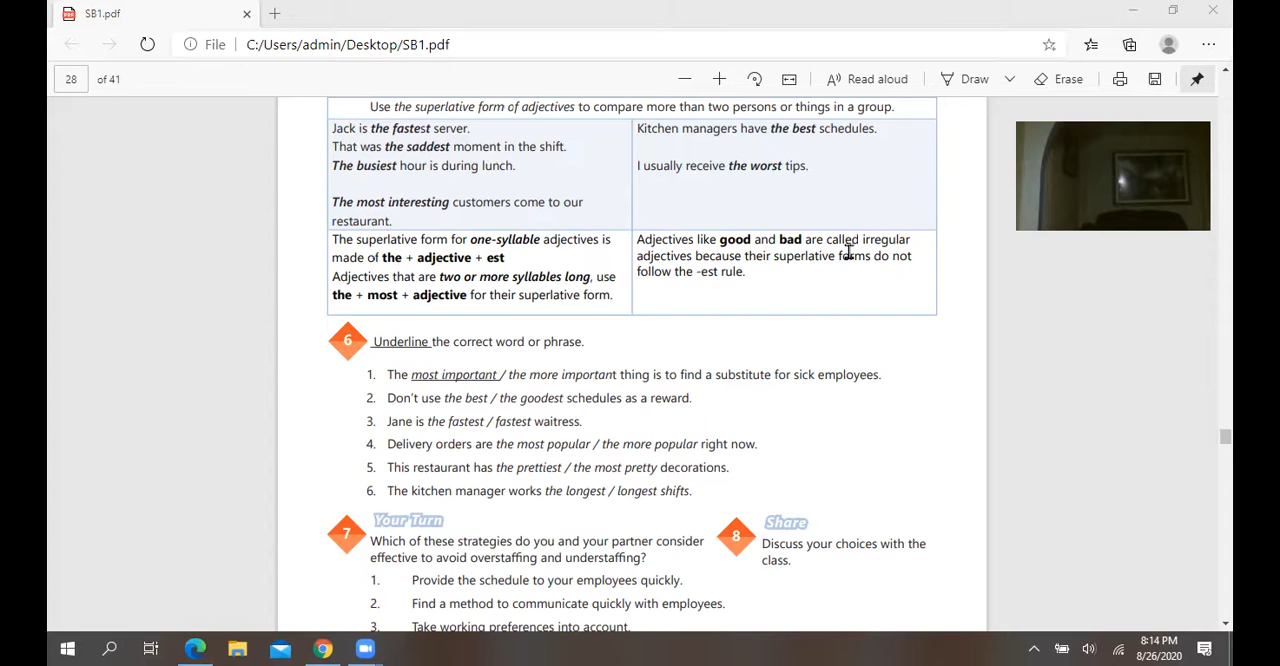 SB1.pdf
File C:/Users/admin/Desktop/SB1.pdf
28 of 41 Read aloud Draw Erase
Use the superlative form of adjectives to compare more than two persons or things in a group.
Jack is the fastest server.
That was the saddest moment in the shift.
The busiest hour is during lunch.
The most interesting customers come to our
restaurant.
Kitchen managers have the best schedules.
I usually receive the worst tips.
The superlative form for one-syllable adjectives is
made of the + adjective + est
Adjectives that are two or more syllables long, use
the + most + adjective for their superlative form.
Adjectives like good and bad are called irregular
adjectives because their superlative forms do not
follow the -est rule.
6 Underline the correct word or phrase.
1. The most important / the more important thing is to find a substitute for sick employees.
2. Don't use the best / the goodest schedules as a reward.
3. Jane is the fastest / fastest waitress.
4. Delivery orders are the most popular / the more popular right now.
5. This restaurant has the prettiest / the most pretty decorations.
6. The kitchen manager works the longest / longest shifts.
7 Your Turn
Which of these strategies do you and your partner consider
effective to avoid overstaffing and understaffing?
1. Provide the schedule to your employees quickly.
2. Find a method to communicate quickly with employees.
3. Take working preferences into account.
8 Share
Discuss your choices with the
class.
8:14 PM
8/26/2020